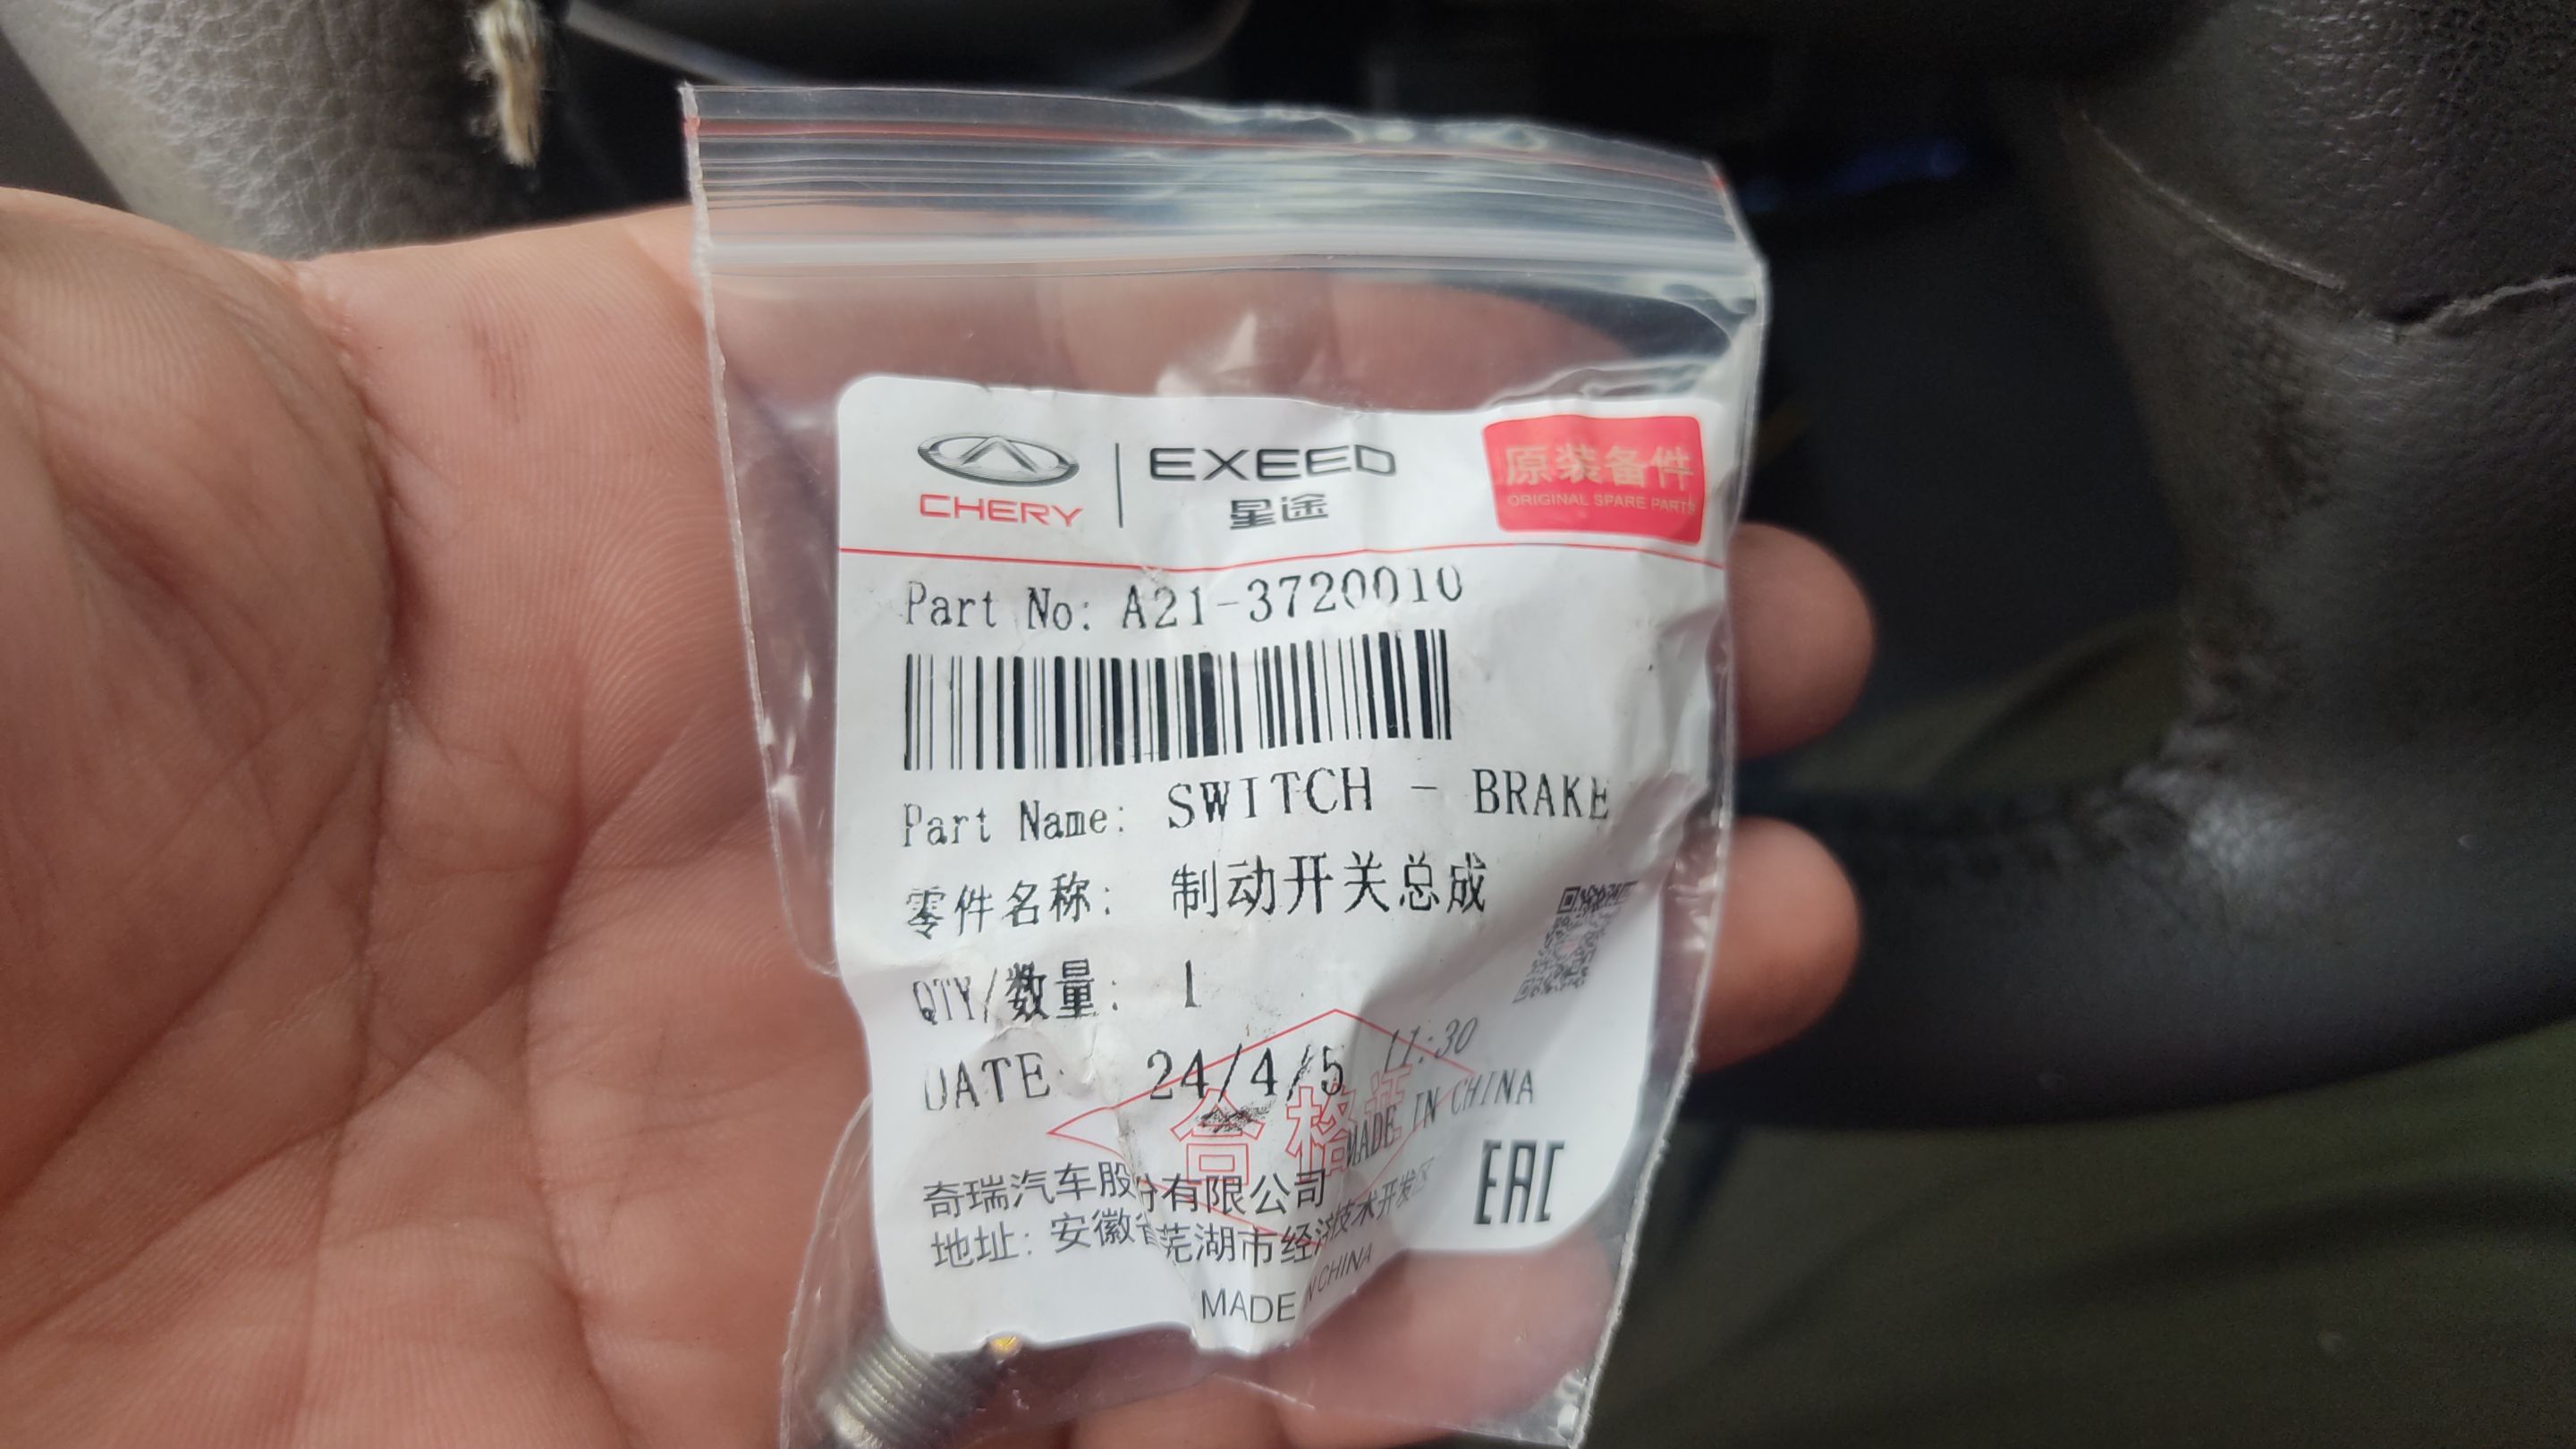 CHERY
EXEED
星途
原装备件
ORIGINAL SPARE PARTS
Part No: A21-3720010
Part Name: SWITCH - BRAKE
零件名称: 制动开关总成
QTY/数量: 1
DATE 24/4/5 11:30
MADE IN CHINA
合格证
奇瑞汽车股份有限公司
地址: 安徽省芜湖市经济技术开发区
EAC
MADE IN CHINA